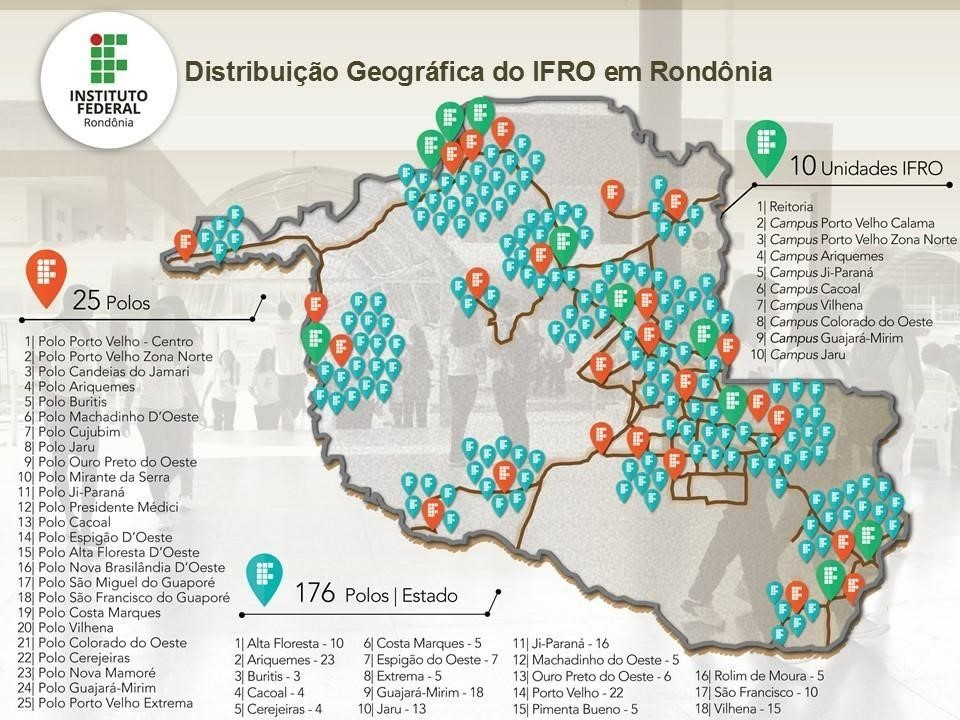 INSTITUTO
FEDERAL
Rondônia
Distribuição Geográfica do IFRO em Rondônia
10 Unidades IFRO
1| Reitoria
2| Campus Porto Velho Calama
3| Campus Porto Velho Zona Norte
4| Campus Ariquemes
5| Campus Ji-Paraná
6| Campus Cacoal
7| Campus Vilhena
8| Campus Colorado do Oeste
9| Campus Guajará-Mirim
10| Campus Jaru
25 Polos
1| Polo Porto Velho - Centro
2| Polo Porto Velho Zona Norte
3| Polo Candeias do Jamari
4| Polo Ariquemes
5| Polo Buritis
6| Polo Machadinho D'Oeste
7| Polo Cujubim
8| Polo Jaru
9| Polo Ouro Preto do Oeste
10| Polo Mirante da Serra
11| Polo Ji-Paraná
12| Polo Presidente Médici
13| Polo Cacoal
14| Polo Espigão D'Oeste
15| Polo Alta Floresta D'Oeste
16| Polo Nova Brasilândia D'Oeste
17| Polo São Miguel do Guaporé
18| Polo São Francisco do Guaporé
19| Polo Costa Marques
20| Polo Vilhena
21| Polo Colorado do Oeste
22| Polo Cerejeiras
23| Polo Nova Mamoré
24| Polo Guajará-Mirim
25| Polo Porto Velho Extrema
176 Polos | Estado
1| Alta Floresta - 10
2| Ariquemes - 23
3| Buritis - 3
4| Cacoal - 4
5| Cerejeiras - 4
6| Costa Marques - 5
7| Espigão do Oeste - 7
8| Extrema - 5
9| Guajará-Mirim - 18
10| Jaru - 13
11| Ji-Paraná - 16
12| Machadinho do Oeste - 5
13| Ouro Preto do Oeste - 6
14| Porto Velho - 22
15| Pimenta Bueno - 5
16| Rolim de Moura - 5
17| São Francisco - 10
18| Vilhena - 15